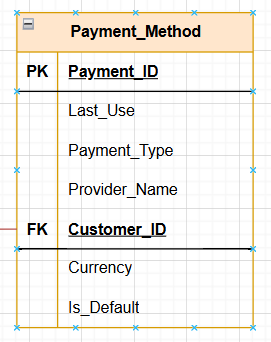 Payment_Method
PK Payment_ID
Last_Use
Payment_Type
Provider_Name
FK Customer_ID
Currency
Is_Default